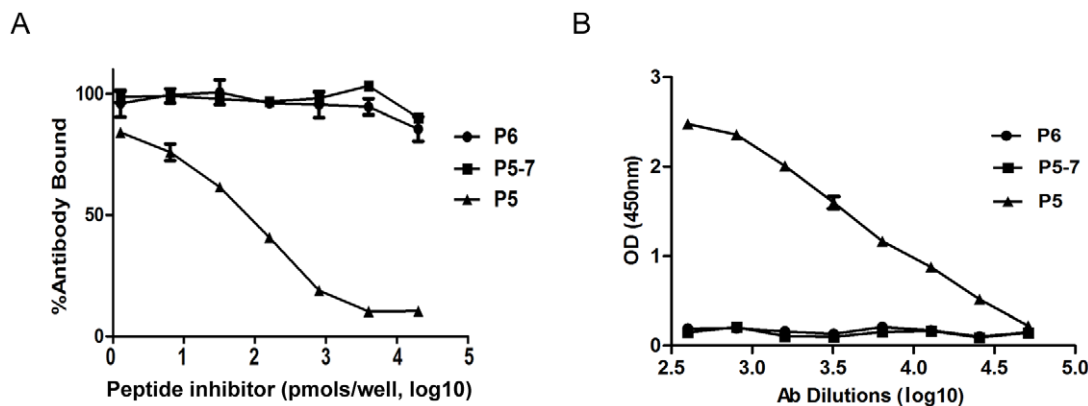 A
%Antibody Bound
100
50
0
0 1 2 3 4 5
Peptide inhibitor (pmols/well, log10)
P6
P5-7
P5
B
OD (450nm)
3
2
1
0
2.5 3.0 3.5 4.0 4.5 5.0
Ab Dilutions (log10)
P6
P5-7
P5